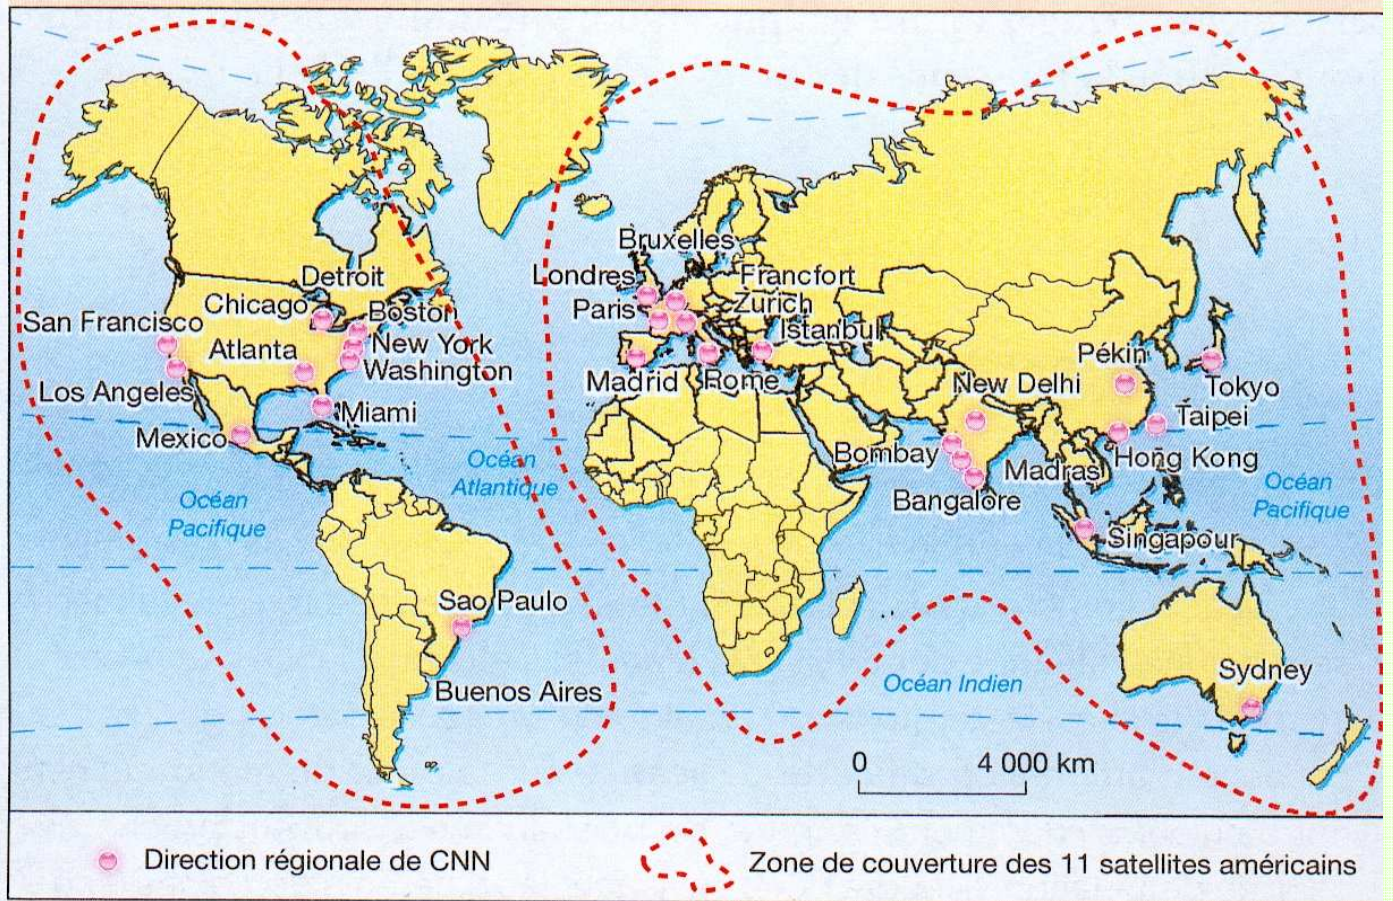 Bruxelles
Detroit
Londres
Francfort
Chicago
Boston
Paris
Zurich
San Francisco
Istanbul
Atlanta
New York
Pékin
Washington
Madrid
Rome
New Delhi
Tokyo
Los Angeles
Miami
Taipei
Mexico
Bombay
Madras
Hong Kong
Océan
Atlantique
Océan
Pacifique
Bangalore
Océan
Pacifique
Singapour
Sao Paulo
Sydney
Buenos Aires
Océan Indien
0 4 000 km
Direction régionale de CNN
Zone de couverture des 11 satellites américains